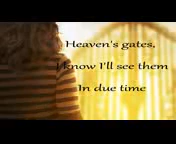 Heaven's gates,
I know I'll see them
In due time